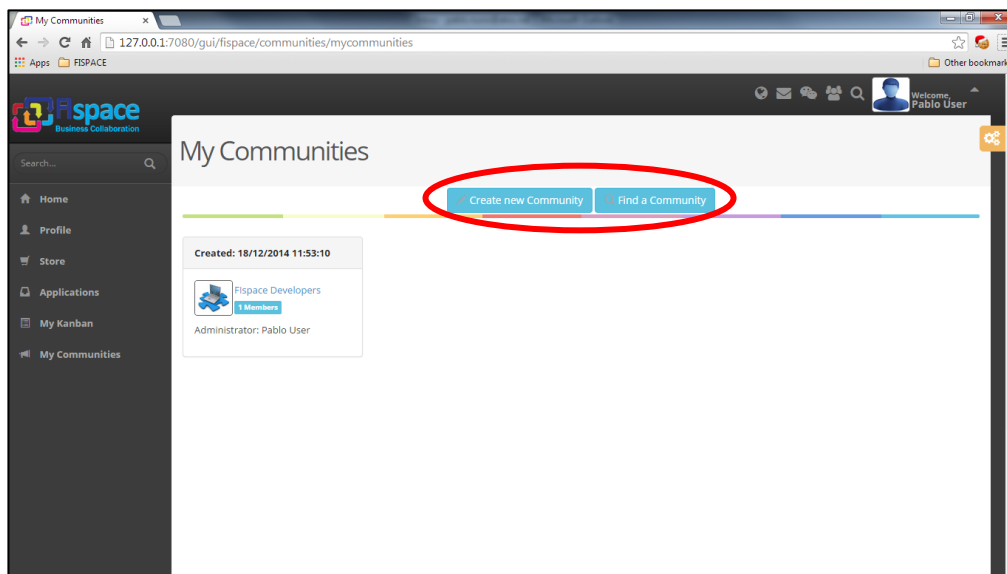 My Communities
127.0.0.1:7080/gui/fispace/communities/mycommunities
Apps FISPACE Other bookmark
FIspace
Business Collaboration
Welcome,
Pablo User
Search...
My Communities
Home
Create new Community Find a Community
Profile
Store
Created: 18/12/2014 11:53:10
Applications
FIspace Developers
1 Members
My Kanban
Administrator: Pablo User
My Communities